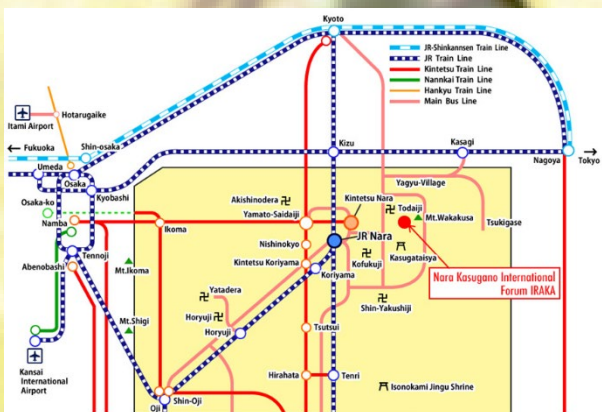 Kyoto
JR-Shinkannsen Train Line
JR Train Line
Kintetsu Train Line
Nannkai Train Line
Hankyu Train Line
Main Bus Line
Itami Airport
Hotarugaike
Fukuoka
Shin-osaka
Umeda
Osaka
Kyobashi
Kizu
Kasagi
Nagoya
Tokyo
Yagyu-Village
Osaka-ko
Namba
Akishinodera
Yamato-Saidaiji
Kintetsu Nara
Todaiji
Mt.Wakakusa
Tsukigase
Ikoma
Nishinokyo
JR Nara
Kasugataisya
Tennoji
Abenobashi
Mt.Ikoma
Kintetsu Koriyama
Kofukuji
Koriyama
Nara Kasugano International
Forum IRAKA
Yatadera
Shin-Yakushiji
Mt.Shigi
Horyuji
Horyuji
Tsutsui
Kansai
International
Airport
Hirahata
Tenri
Isonokami Jingu Shrine
Shin-Oji
Oji